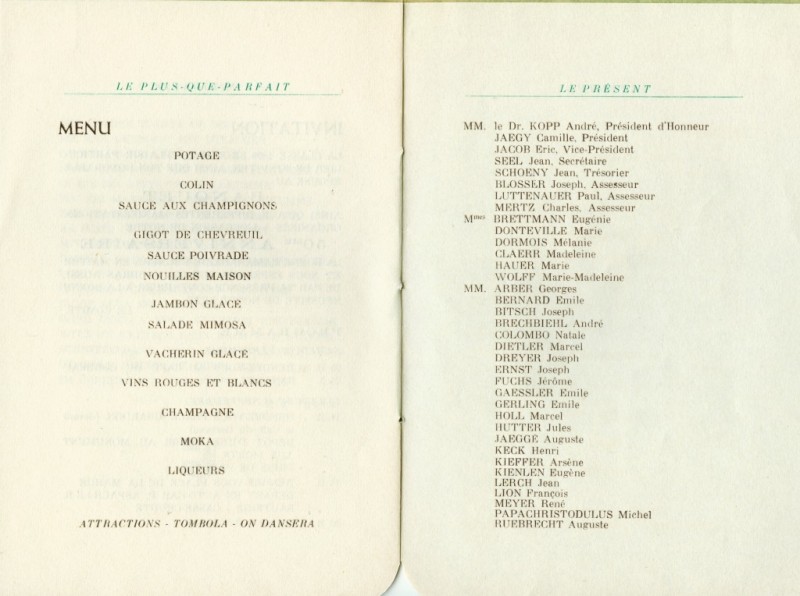 LE PLUS-QUE-PARFAIT
MENU
POTAGE
COLIN
SAUCE AUX CHAMPIGNONS
GIGOT DE CHEVREUIL
SAUCE POIVRADE
NOUILLES MAISON
JAMBON GLACÉ
SALADE MIMOSA
VACHERIN GLACÉ
VINS ROUGES ET BLANCS
CHAMPAGNE
MOKA
LIQUEURS
ATTRACTIONS - TOMBOLA - ON DANSERA
LE PRÉSENT
MM. le Dr. KOPP André, Président d'Honneur
JAEGY Camille, Président
JACOB Eric, Vice-Président
SEEL Jean, Secrétaire
SCHOENY Jean, Trésorier
BLOSSER Joseph, Assesseur
LUTTENAUER Paul, Assesseur
MERTZ Charles, Assesseur
Mmes BRETTMANN Eugénie
DONTEVILLE Marie
DORMOIS Mélanie
CLAERR Madeleine
HAUER Marie
WOLFF Marie-Madeleine
MM. ARBER Georges
BERNARD Emile
BITSCH Joseph
BRECHBIEHL André
COLOMBO Natale
DIETLER Marcel
DREYER Joseph
ERNST Joseph
FUCHS Jérôme
GAESSLER Emile
GERLING Emile
HOLL Marcel
HUTTER Jules
JAEGGE Auguste
KECK Henri
KIEFFER Arsène
KIENLEN Eugène
LERCH Jean
LION François
MEYER René
PAPACHRISTODULUS Michel
RUEBRECHT Auguste